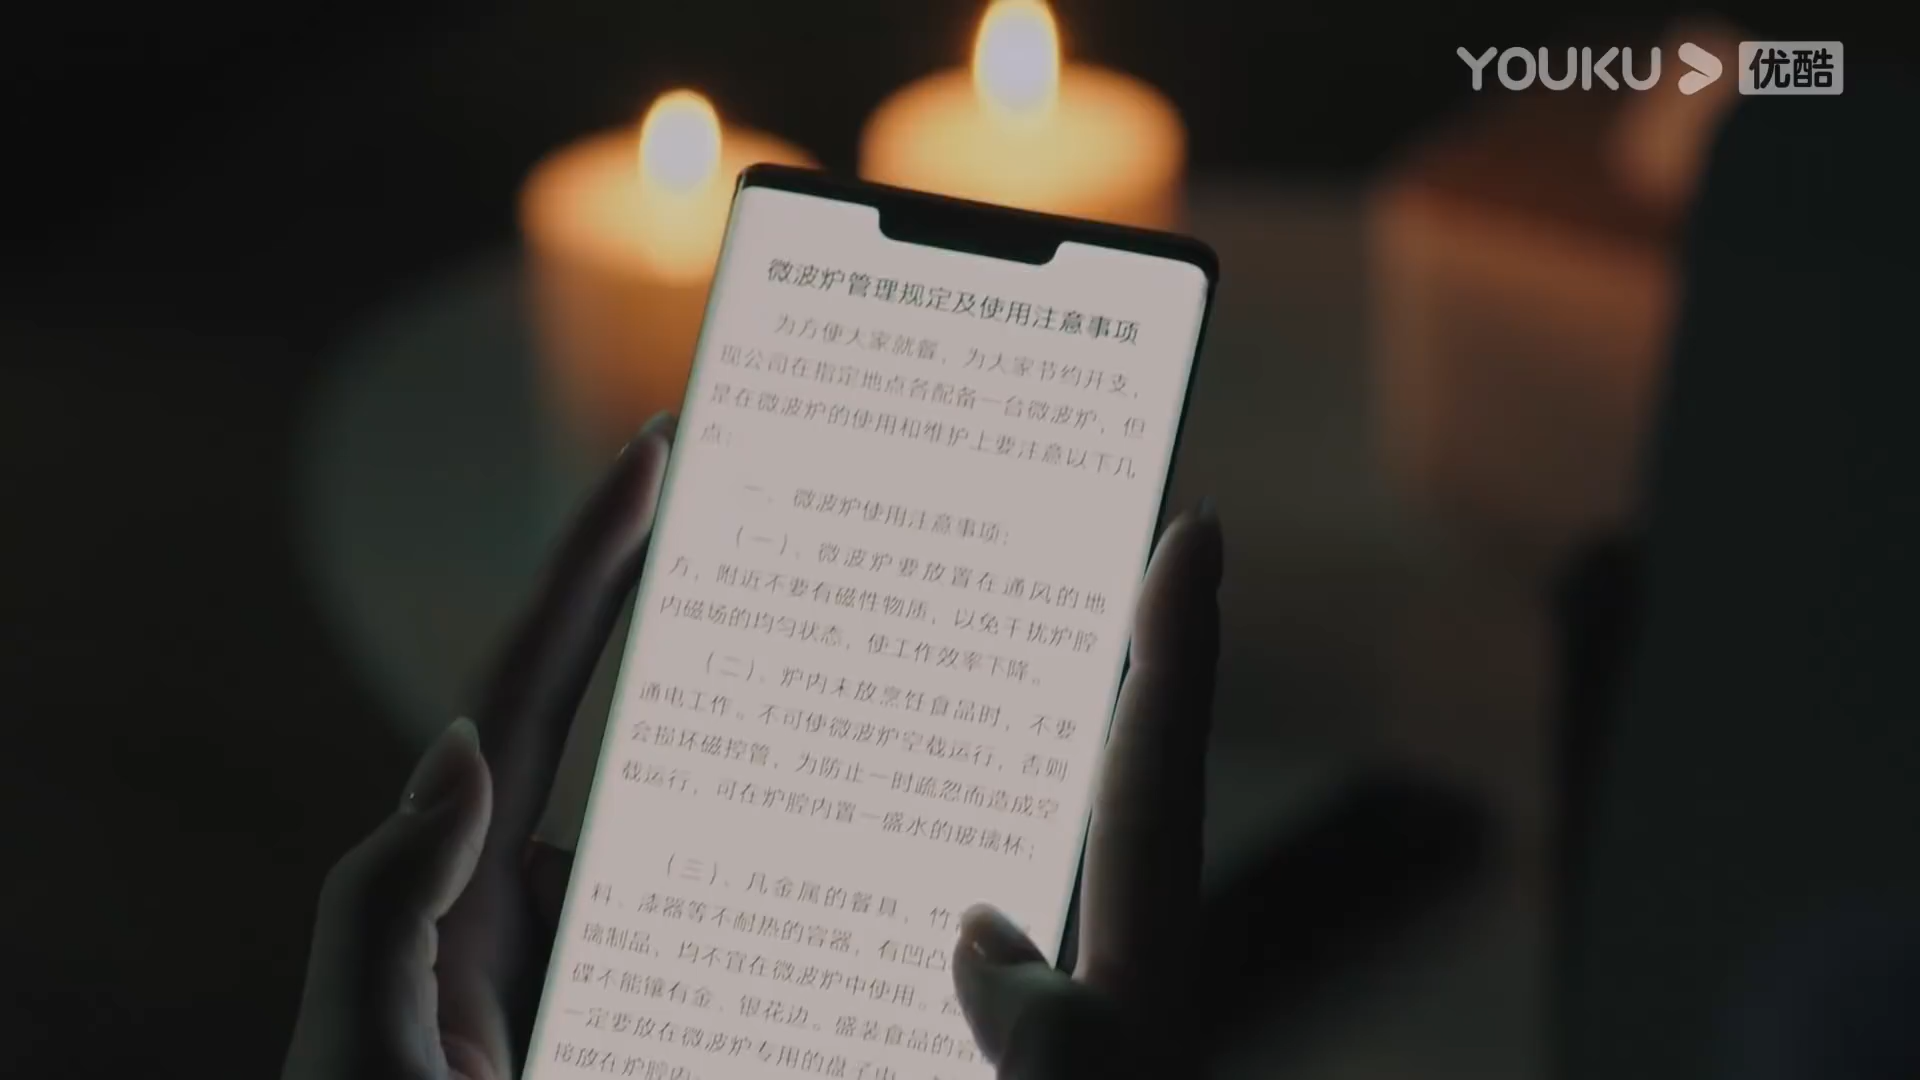 YOUKU 优酷
微波炉管理规定及使用注意事项
为方便大家就餐，为大家节约开支，
现公司在指定地点各配备一台微波炉，但
是在微波炉的使用和维护上要注意以下几
点：
一、微波炉使用注意事项：
（一）、微波炉要放置在通风的地
方，附近不要有磁性物质，以免干扰炉腔
内磁场的均匀状态，使工作效率下降。
（二）、炉内未放烹饪食品时，不要
通电工作。不可使微波炉空载运行，否则
会损坏磁控管，为防止一时疏忽而造成空
载运行，可在炉腔内置一盛水的玻璃杯；
（三）、凡金属的餐具，竹
料、漆器等不耐热的容器，有凹凸
璃制品，均不宜在微波炉中使用。
碟不能镶有金、银花边。盛装食品的容
一定要放在微波炉专用的盘子中，
接放在炉腔内